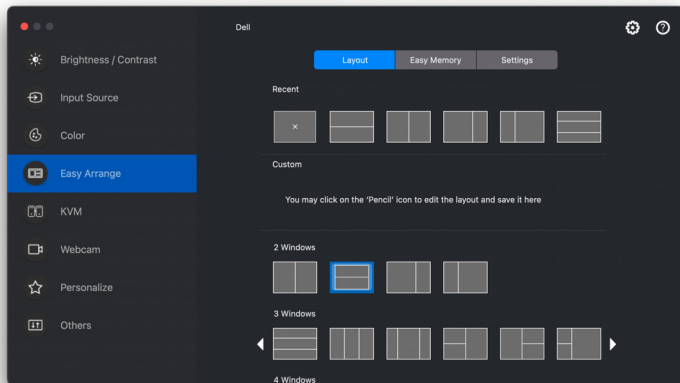 Dell
Brightness / Contrast
Input Source
Color
Easy Arrange
KVM
Webcam
Personalize
Others
Layout
Easy Memory
Settings
Recent
Custom
You may click on the 'Pencil' icon to edit the layout and save it here
2 Windows
3 Windows
4 Windows